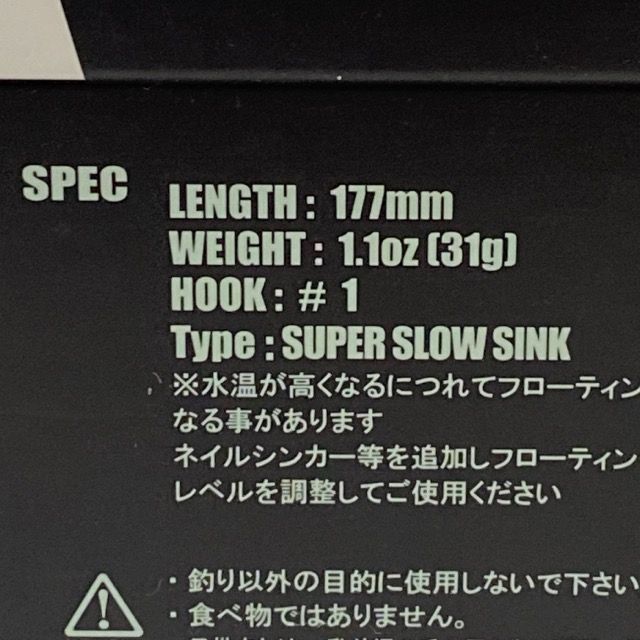 SPEC
LENGTH : 177mm
WEIGHT : 1.1oz (31g)
HOOK : # 1
Type : SUPER SLOW SINK
※水温が高くなるにつれてフローティン
なる事があります
ネイルシンカー等を追加しフローティン
レベルを調整してご使用ください
・釣り以外の目的に使用しないで下さい
・食べ物ではありません。